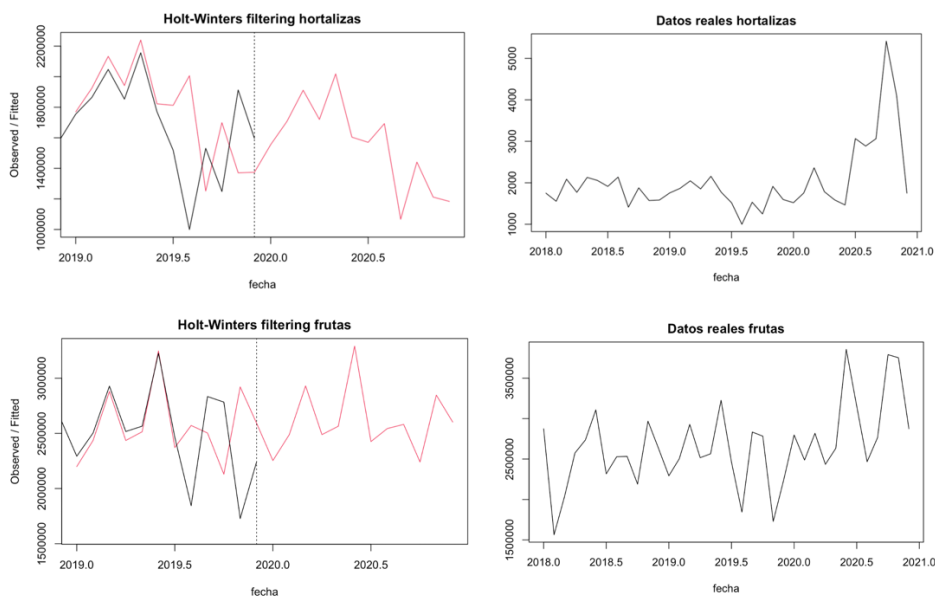 Holt-Winters filtering hortalizas
Observed / Fitted
2200000
1800000
1400000
1000000
2019.0 2019.5 2020.0 2020.5
fecha
Datos reales hortalizas
5000
4000
3000
2000
1000
2018.0 2018.5 2019.0 2019.5 2020.0 2020.5 2021.0
fecha
Holt-Winters filtering frutas
Observed / Fitted
3000000
2500000
2000000
1500000
2019.0 2019.5 2020.0 2020.5
fecha
Datos reales frutas
3500000
2500000
1500000
2018.0 2018.5 2019.0 2019.5 2020.0 2020.5 2021.0
fecha